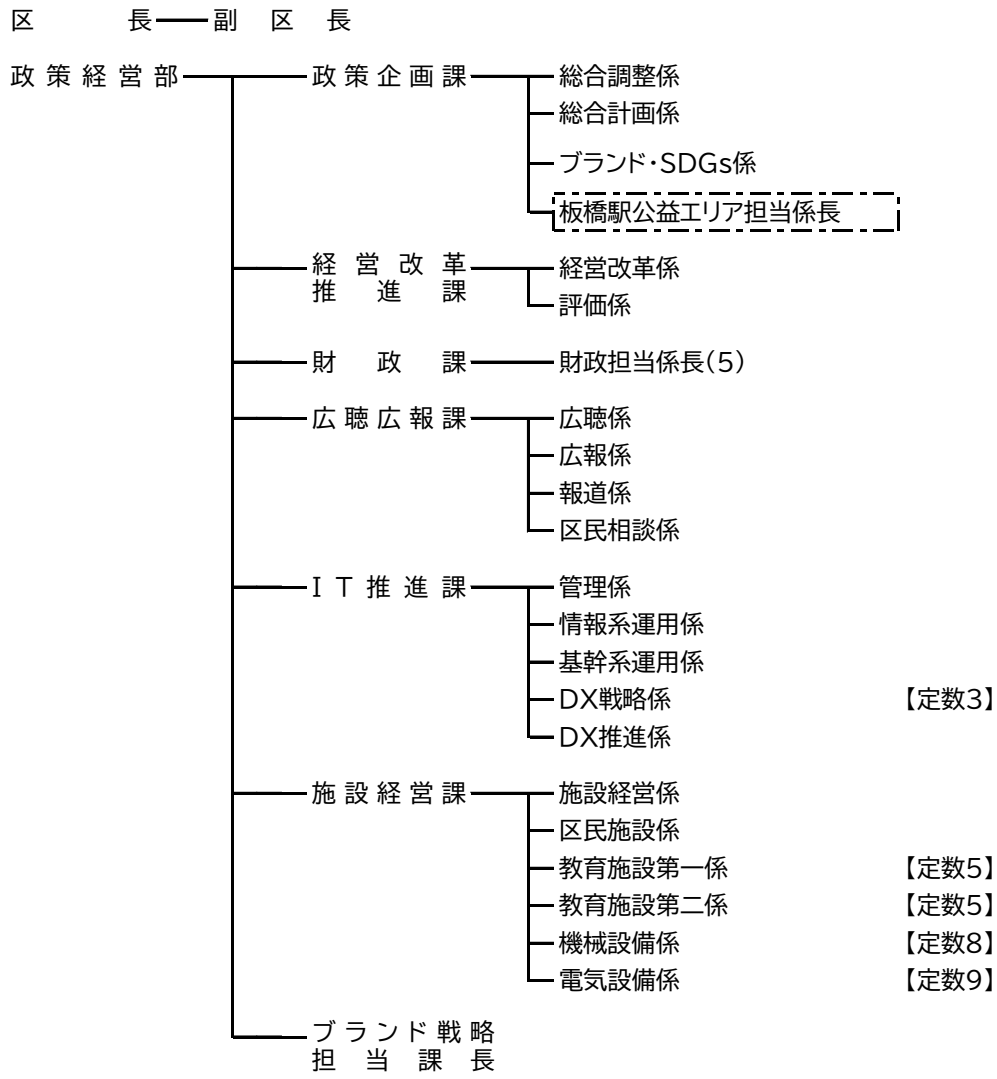 区長 副区長
政策経営部 政策企画課 総合調整係
総合計画係
ブランド・SDGs係
板橋駅公益エリア担当係長
経営改革 経営改革係
推進課
評価係
財政課 財政担当係長(5)
広聴広報課 広聴係
広報係
報道係
区民相談係
IT推進課 管理係
情報系運用係
基幹系運用係
DX戦略係 【定数3】
DX推進係
施設経営課 施設経営係
区民施設係
教育施設第一係 【定数5】
教育施設第二係 【定数5】
機械設備係 【定数8】
電気設備係 【定数9】
ブランド戦略
担当課長